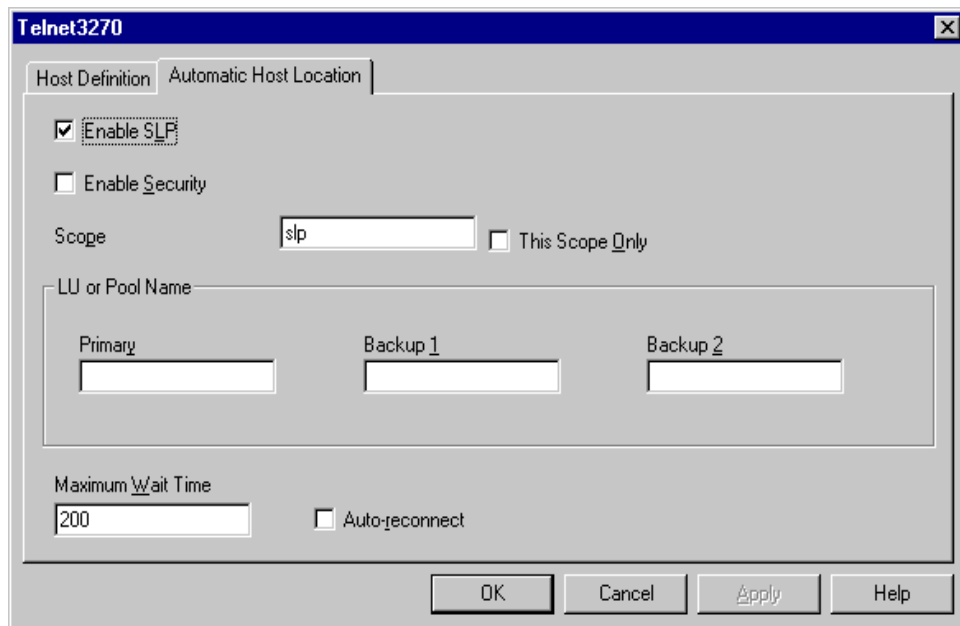 Telnet3270
Host Definition
Automatic Host Location
Enable SLP
Enable Security
Scope
slp
This Scope Only
LU or Pool Name
Primary
Backup 1
Backup 2
Maximum Wait Time
200
Auto-reconnect
OK
Cancel
Apply
Help